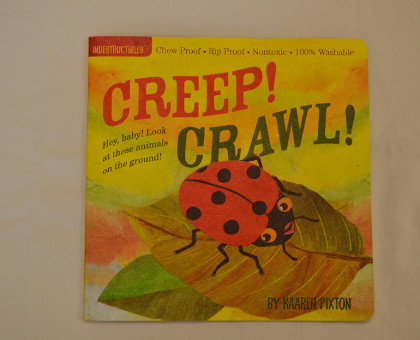 INDESTRUCTIBLES
Chew Proof • Rip Proof • Nontoxic • 100% Washable
CREEP!
CRAWL!
Hey, baby! Look
at these animals
on the ground!
BY KAAREN PIXTON